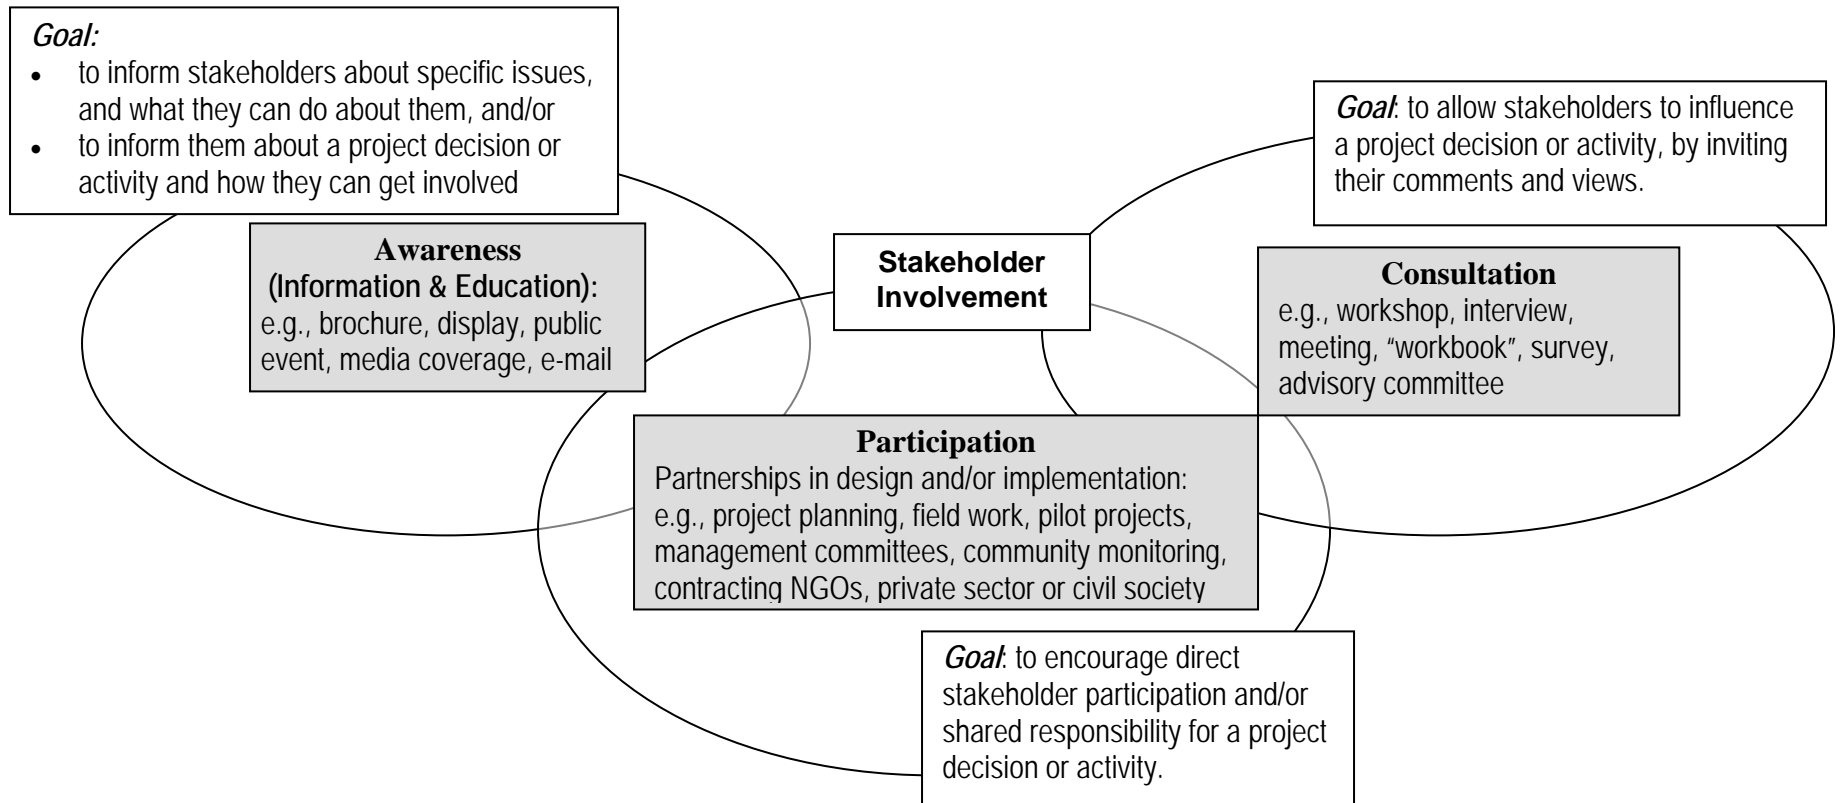 Goal:
• to inform stakeholders about specific issues,
and what they can do about them, and/or
• to inform them about a project decision or
activity and how they can get involved
Goal: to allow stakeholders to influence
a project decision or activity, by inviting
their comments and views.
Awareness
(Information & Education):
e.g., brochure, display, public
event, media coverage, e-mail
Stakeholder
Involvement
Consultation
e.g., workshop, interview,
meeting, “workbook”, survey,
advisory committee
Participation
Partnerships in design and/or implementation:
e.g., project planning, field work, pilot projects,
management committees, community monitoring,
contracting NGOs, private sector or civil society
Goal: to encourage direct
stakeholder participation and/or
shared responsibility for a project
decision or activity.